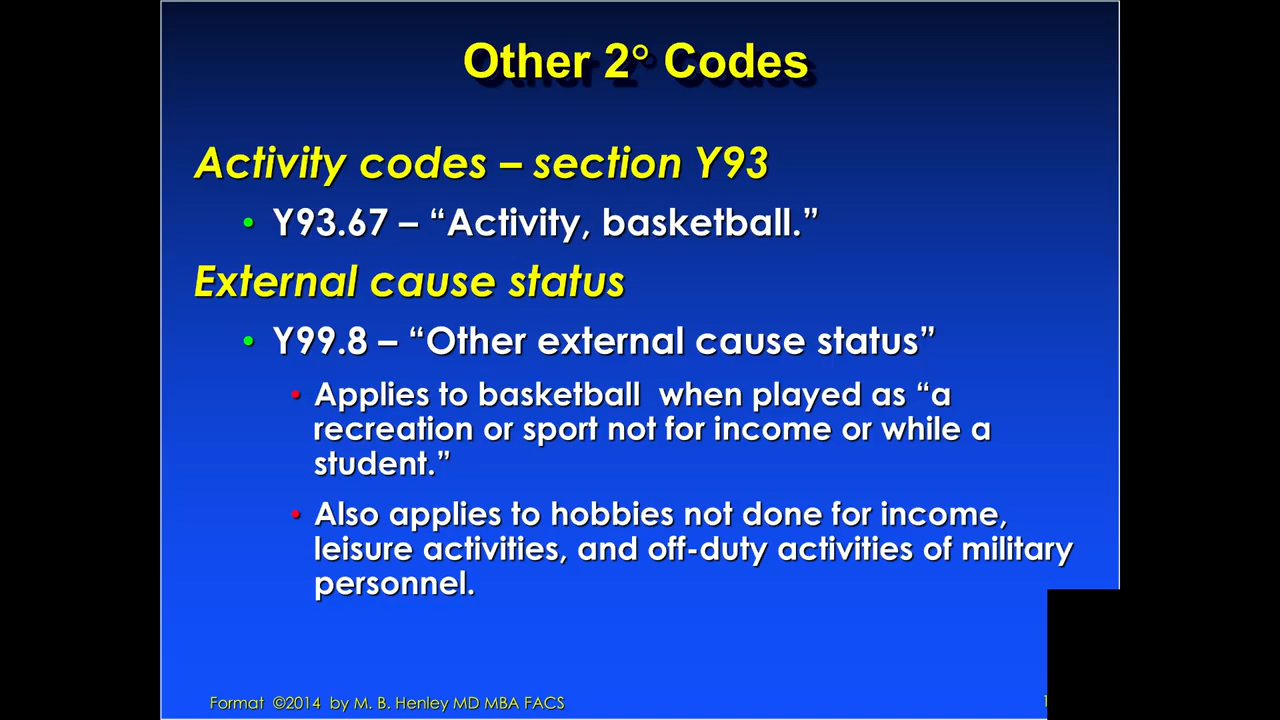 Other 2° Codes
Activity codes – section Y93
• Y93.67 – “Activity, basketball.”
External cause status
• Y99.8 – “Other external cause status”
• Applies to basketball  when played as “a
recreation or sport not for income or while a
student.”
• Also applies to hobbies not done for income,
leisure activities, and off-duty activities of military
personnel.
Format  ©2014  by M. B. Henley MD MBA FACS